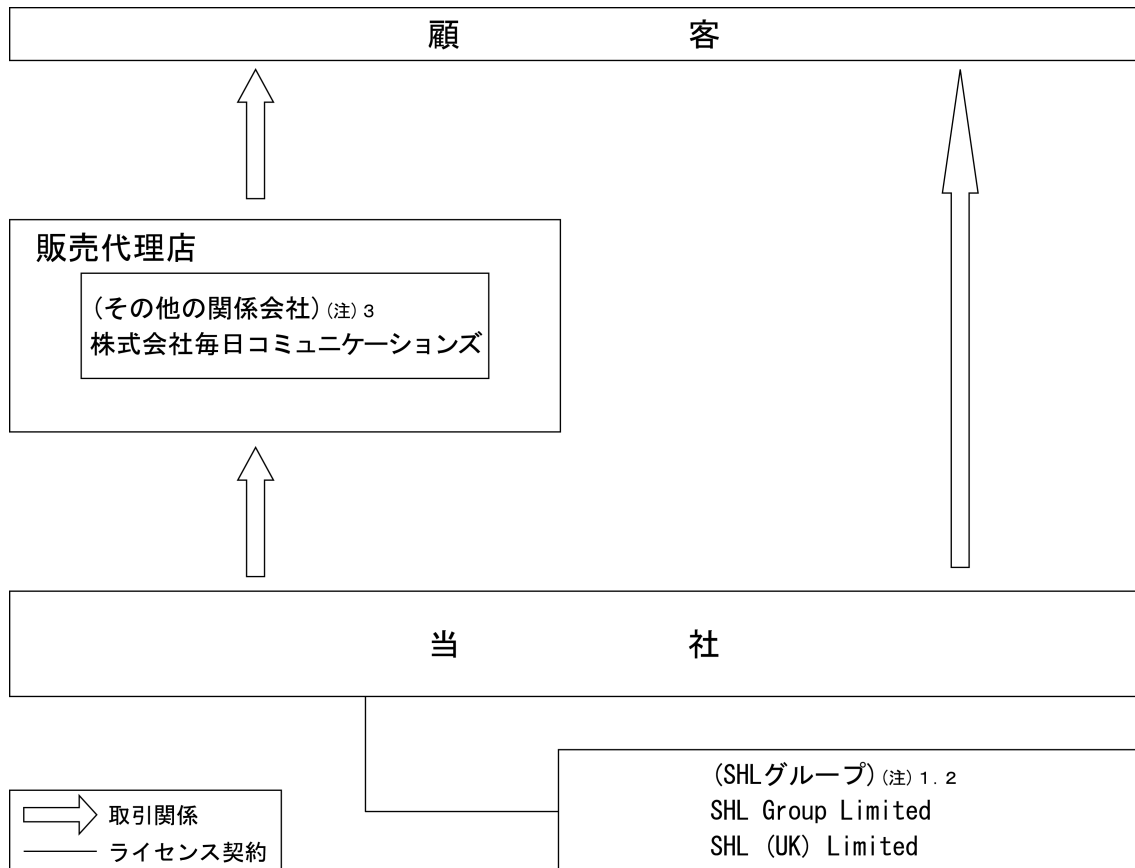 顧客
販売代理店
(その他の関係会社)(注)3
株式会社毎日コミュニケーションズ
当社
(SHLグループ)(注)1.2
SHL Group Limited
SHL (UK) Limited
取引関係
ライセンス契約